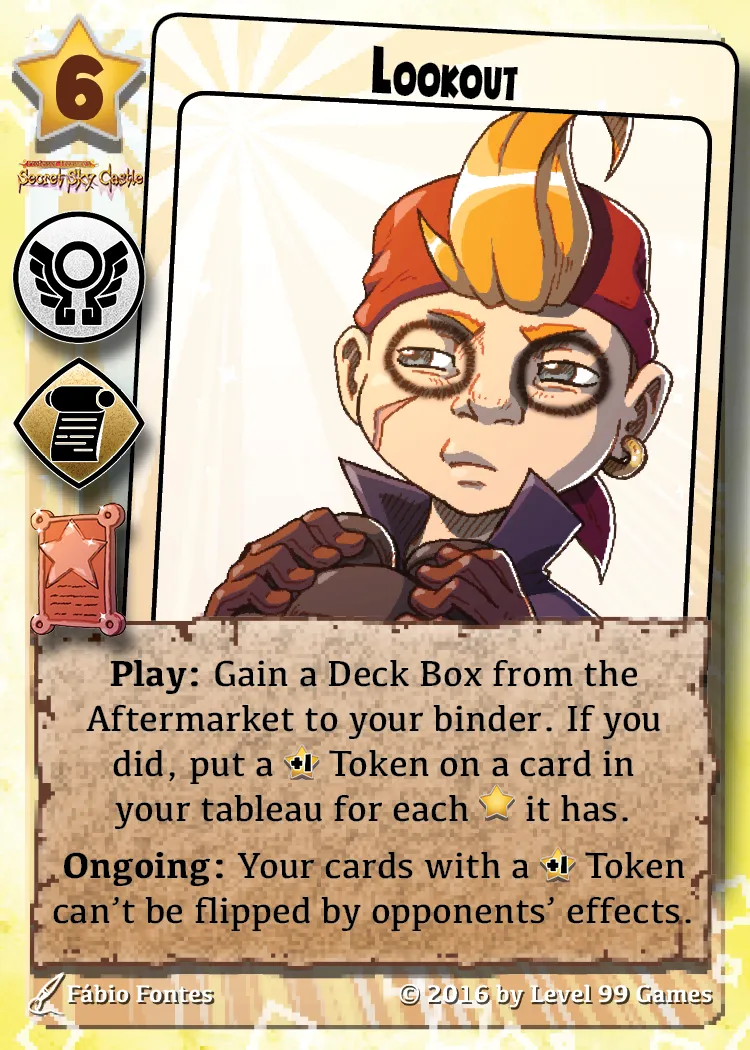 6
Lookout
Secret Sky Castle
Play: Gain a Deck Box from the
Aftermarket to your binder. If you
did, put a +1 Token on a card in
your tableau for each it has.
Ongoing: Your cards with a +1 Token
can't be flipped by opponents' effects.
Fábio Fontes
© 2016 by Level 99 Games